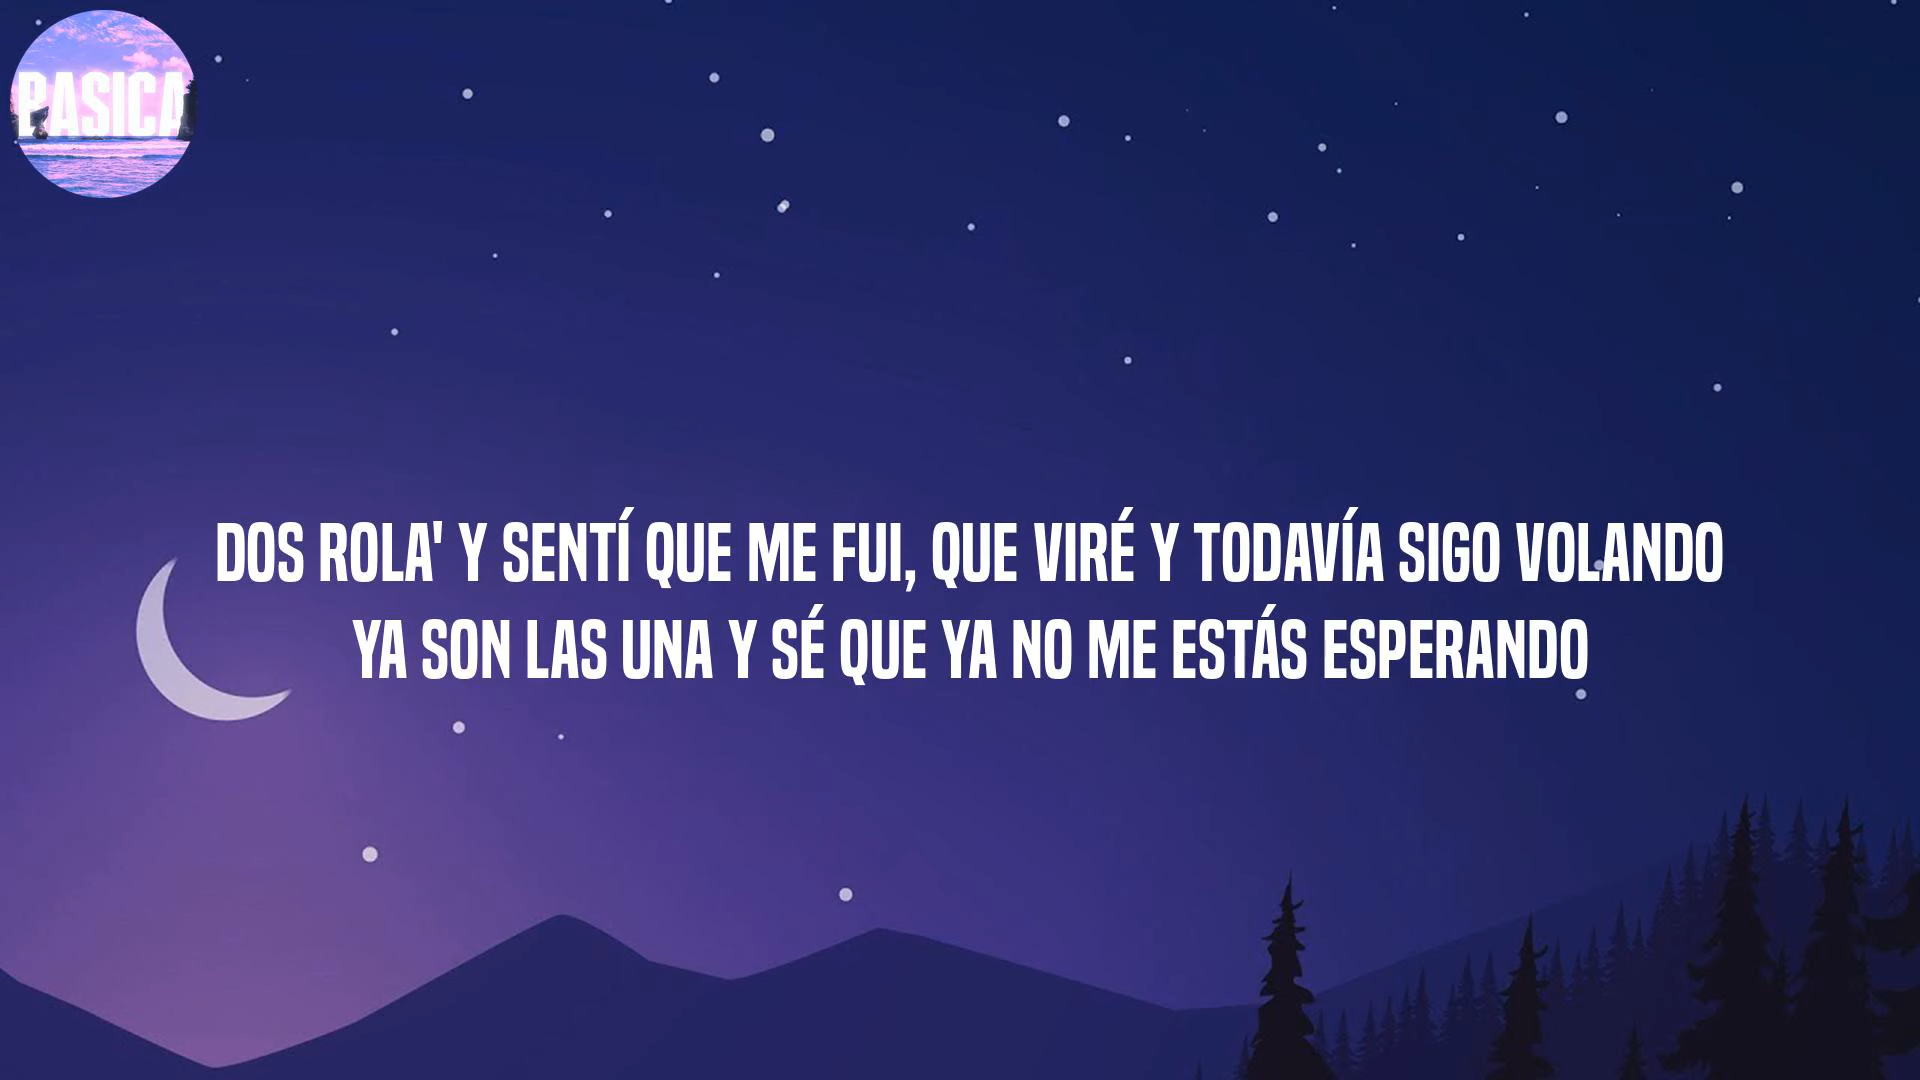 PASICA
DOS ROLA' Y SENTÍ QUE ME FUI, QUE VIRÉ Y TODAVÍA SIGO VOLANDO
YA SON LAS UNA Y SÉ QUE YA NO ME ESTÁS ESPERANDO